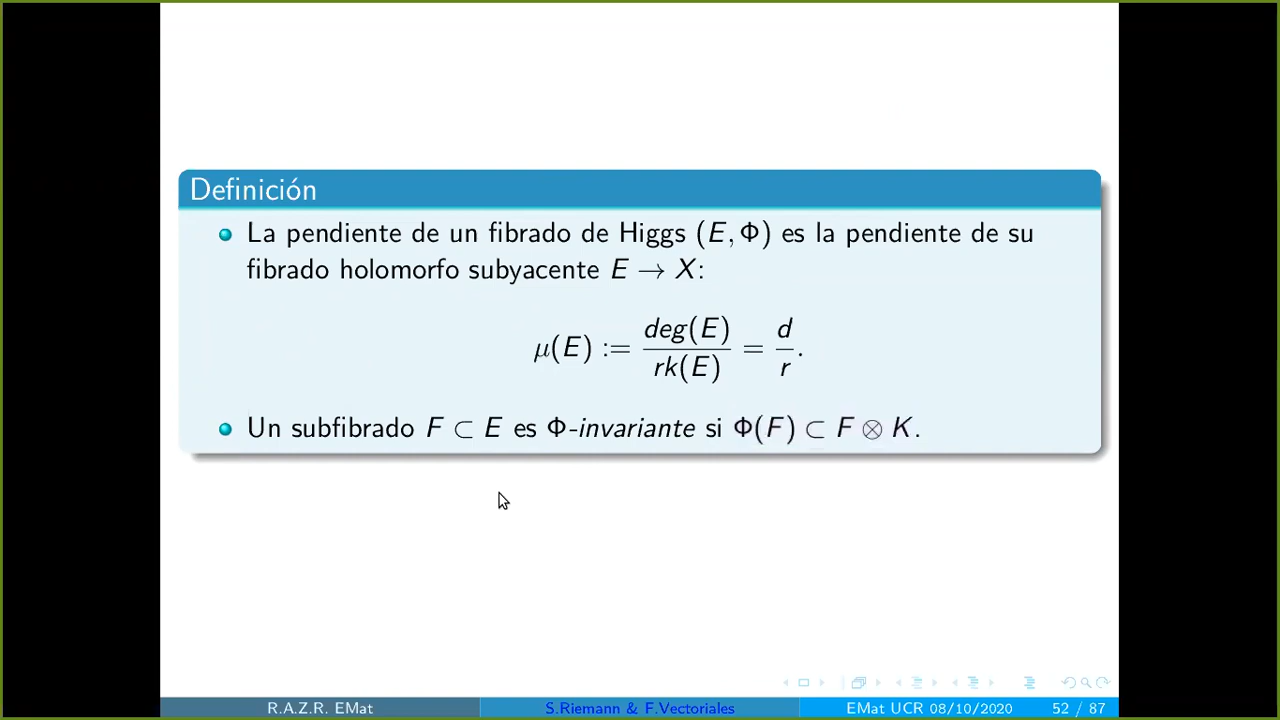 Definición
La pendiente de un fibrado de Higgs (E, Φ) es la pendiente de su
fibrado holomorfo subyacente E → X:
μ(E) := deg(E)/rk(E) = d/r.
Un subfibrado F ⊂ E es Φ-invariante si Φ(F) ⊂ F ⊗ K.
R.A.Z.R. EMat S.Riemann & F.Vectoriales EMat UCR 08/10/2020 52 / 87